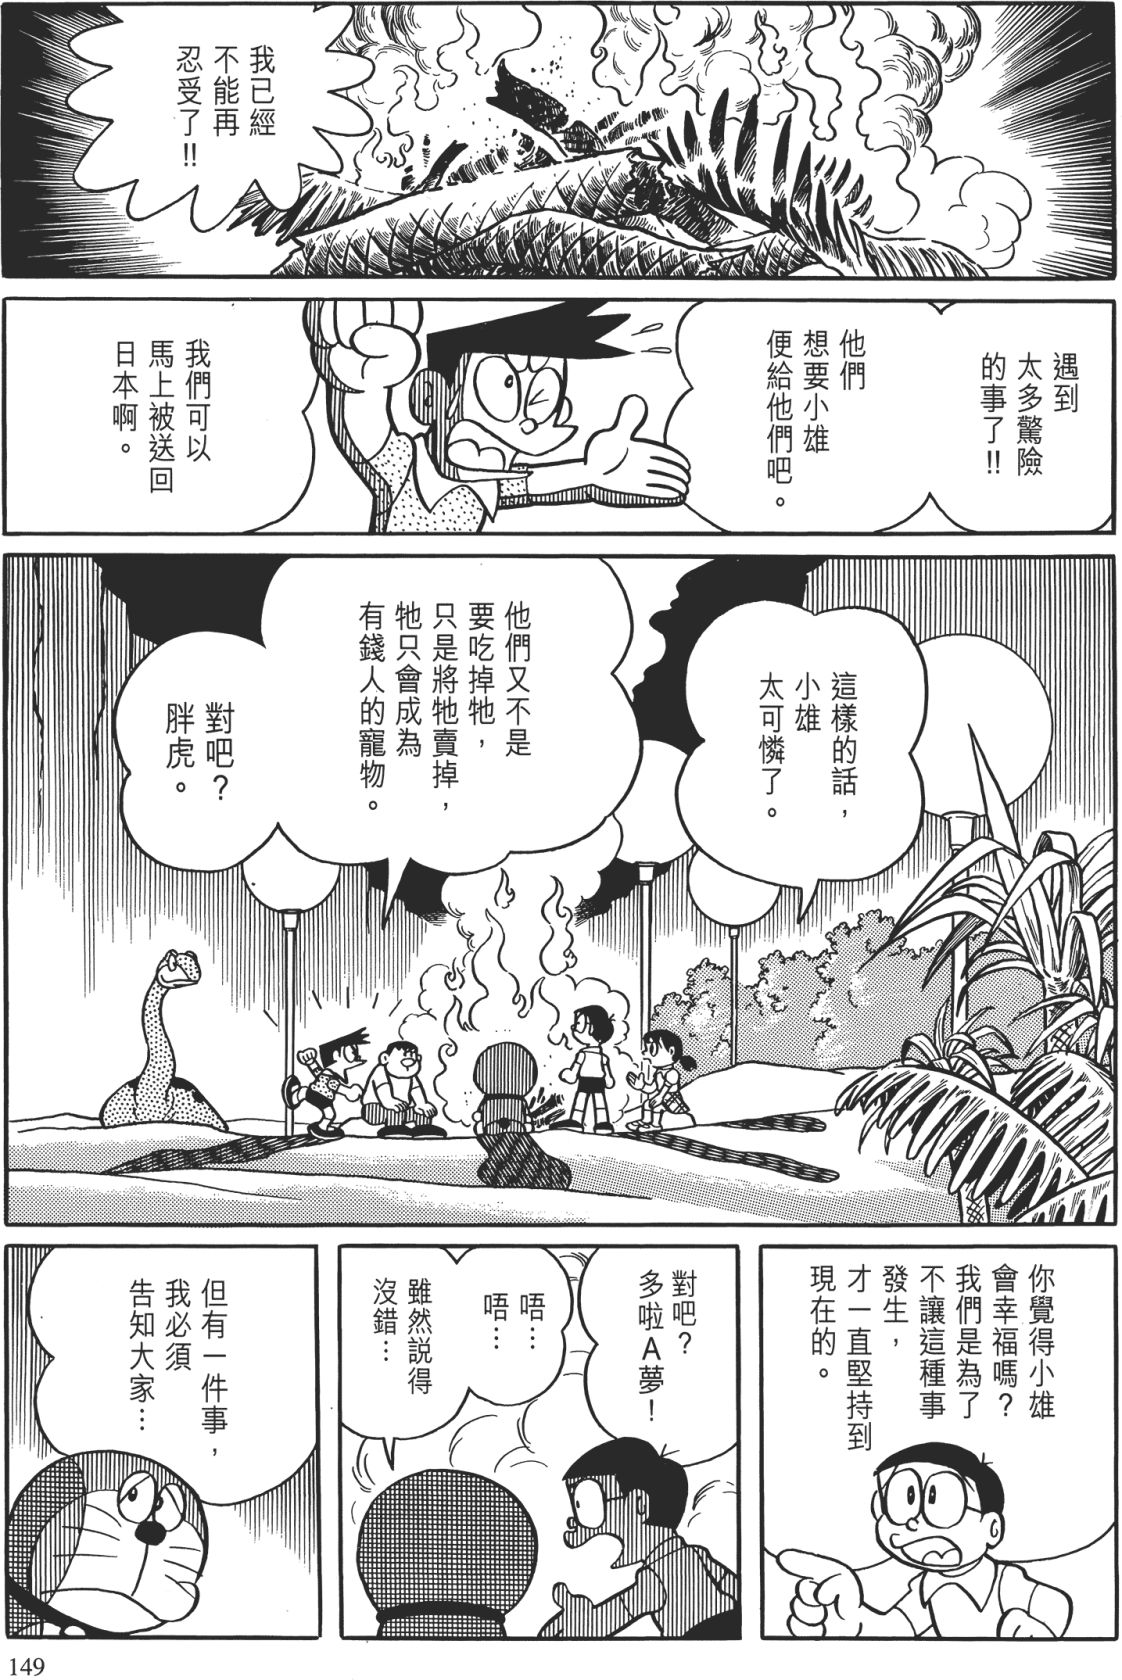 我已經
不能再
忍受了!!
遇到
太多驚險
的事了!!
他們
想要小雄
便給他們吧。
我們可以
馬上被送回
日本啊。
這樣的話，
小雄
太可憐了。
他們又不是
要吃掉牠，
只是將牠賣掉，
牠只會成為
有錢人的寵物。
對吧？
胖虎。
你覺得小雄
會幸福嗎？
我們是為了
不讓這種事
發生，
才一直堅持到
現在的。
對吧？
多啦A夢！
唔…
唔…
雖然說得
沒錯…
但有一件事，
我必須
告知大家…
149